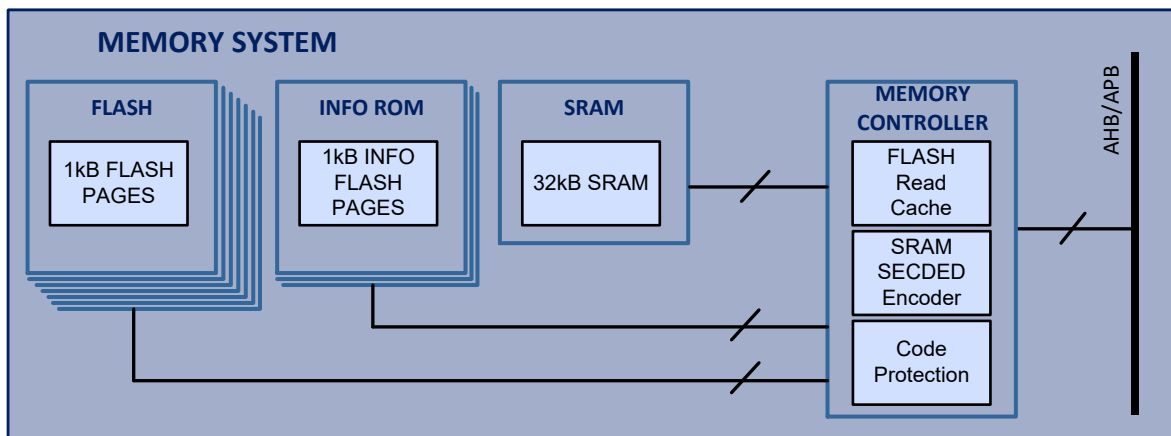 MEMORY SYSTEM
FLASH
1kB FLASH
PAGES
INFO ROM
1kB INFO
FLASH
PAGES
SRAM
32kB SRAM
MEMORY
CONTROLLER
FLASH
Read
Cache
SRAM
SECDED
Encoder
Code
Protection
AHB/APB